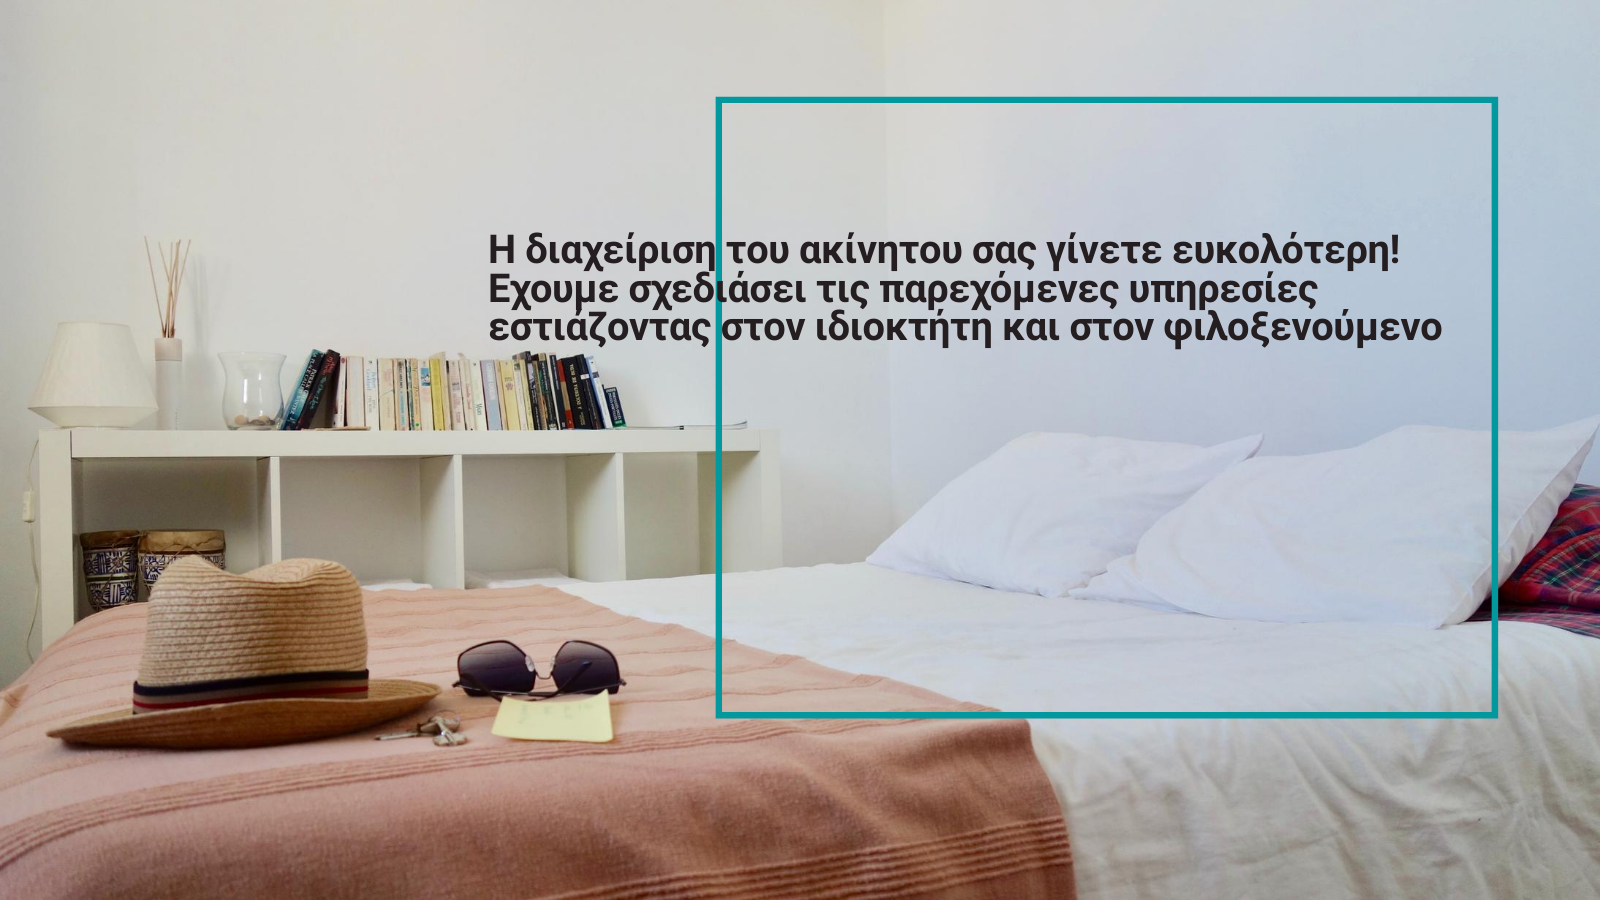 Η διαχείριση του ακίνητου σας γίνετε ευκολότερη!
Εχουμε σχεδιάσει τις παρεχόμενες υπηρεσίες
εστιάζοντας στον ιδιοκτήτη και στον φιλοξενούμενο